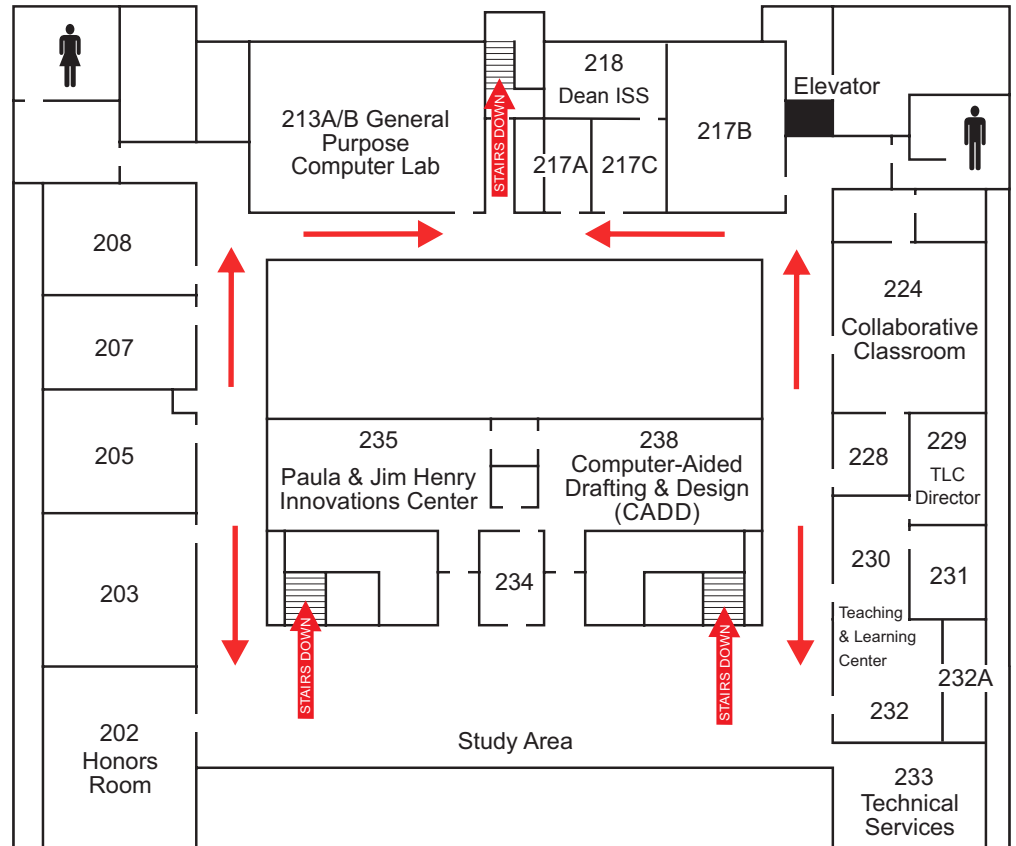 218
Dean ISS
Elevator
213A/B General
Purpose
Computer Lab
STAIRS DOWN
217A
217C
217B
208
207
205
203
202
Honors
Room
224
Collaborative
Classroom
228
229
TLC
Director
230
231
Teaching
& Learning
Center
232A
232
233
Technical
Services
235
Paula & Jim Henry
Innovations Center
238
Computer-Aided
Drafting & Design
(CADD)
234
STAIRS DOWN
STAIRS DOWN
Study Area